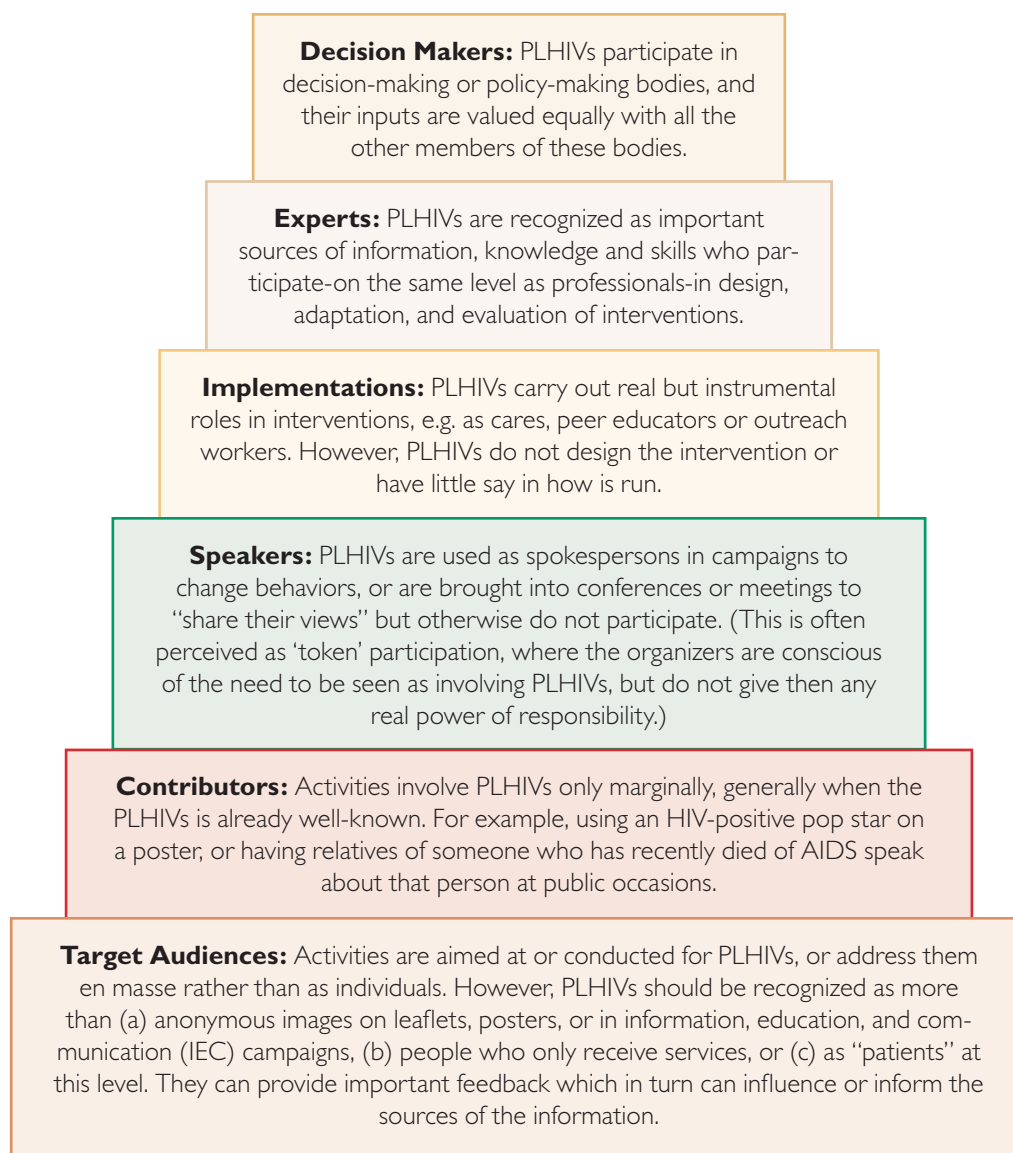 Decision Makers: PLHIVs participate in
decision-making or policy-making bodies, and
their inputs are valued equally with all the
other members of these bodies.
Experts: PLHIVs are recognized as important
sources of information, knowledge and skills who par-
ticipate-on the same level as professionals-in design,
adaptation, and evaluation of interventions.
Implementations: PLHIVs carry out real but instrumental
roles in interventions, e.g. as cares, peer educators or outreach
workers. However, PLHIVs do not design the intervention or
have little say in how is run.
Speakers: PLHIVs are used as spokespersons in campaigns to
change behaviors, or are brought into conferences or meetings to
“share their views” but otherwise do not participate. (This is often
perceived as ‘token’ participation, where the organizers are conscious
of the need to be seen as involving PLHIVs, but do not give then any
real power of responsibility.)
Contributors: Activities involve PLHIVs only marginally, generally when the
PLHIVs is already well-known. For example, using an HIV-positive pop star on
a poster, or having relatives of someone who has recently died of AIDS speak
about that person at public occasions.
Target Audiences: Activities are aimed at or conducted for PLHIVs, or address them
en masse rather than as individuals. However, PLHIVs should be recognized as more
than (a) anonymous images on leaflets, posters, or in information, education, and com-
munication (IEC) campaigns, (b) people who only receive services, or (c) as “patients” at
this level. They can provide important feedback which in turn can influence or inform the
sources of the information.